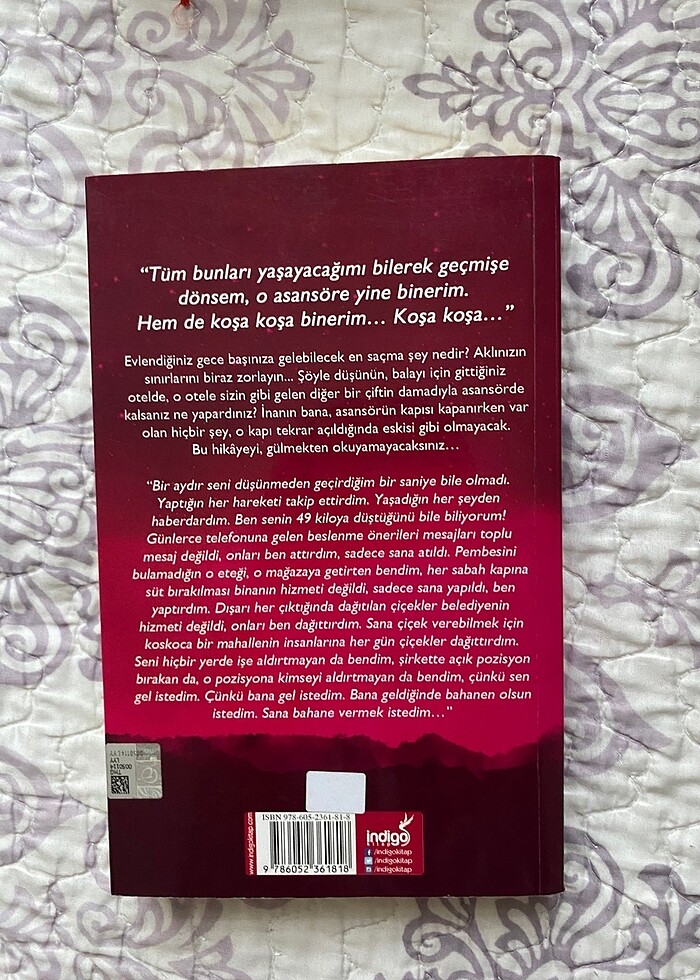 “Tüm bunları yaşayacağımı bilerek geçmişe
dönsem, o asansöre yine binerim.
Hem de koşa koşa binerim... Koşa koşa...”
Evlendiğiniz gece başınıza gelebilecek en saçma şey nedir? Aklınızın
sınırlarını biraz zorlayın... Şöyle düşünün, balayı için gittiğiniz
otelde, o otele sizin gibi gelen diğer bir çiftin damadıyla asansörde
kalsanız ne yapardınız? İnanın bana, asansörün kapısı kapanırken var
olan hiçbir şey, o kapı tekrar açıldığında eskisi gibi olmayacak.
Bu hikâyeyi, gülmekten okuyamayacaksınız...
“Bir aydır seni düşünmeden geçirdiğim bir saniye bile olmadı.
Yaptığın her hareketi takip ettirdim. Yaşadığın her şeyden
haberdardım. Ben senin 49 kiloya düştüğünü bile biliyorum!
Günlerce telefonuna gelen beslenme önerileri mesajları toplu
mesaj değildi, onları ben attırdım, sadece sana atıldı. Pembesini
bulamadığın o eteği, o mağazaya getirten bendim, her sabah kapına
süt bırakılması binanın hizmeti değildi, sadece sana yapıldı, ben
yaptırdım. Dışarı her çıktığında dağıtılan çiçekler belediyenin
hizmeti değildi, onları ben dağıttırdım. Sana çiçek verebilmek için
koskoca bir mahallenin insanlarına her gün çiçekler dağıttırdım.
Seni hiçbir yerde işe aldırtmayan da bendim, şirkette açık pozisyon
bırakan da, o pozisyona kimseyi aldırtmayan da bendim, çünkü sen
gel istedim. Çünkü bana gel istedim. Bana geldiğinde bahanen olsun
istedim. Sana bahane vermek istedim...”
ISBN 978-605-2361-81-8
9 786052 361818
www.indigokitap.com
indigo
kitap
/indigokitap
/indigokitap
/indigokitap